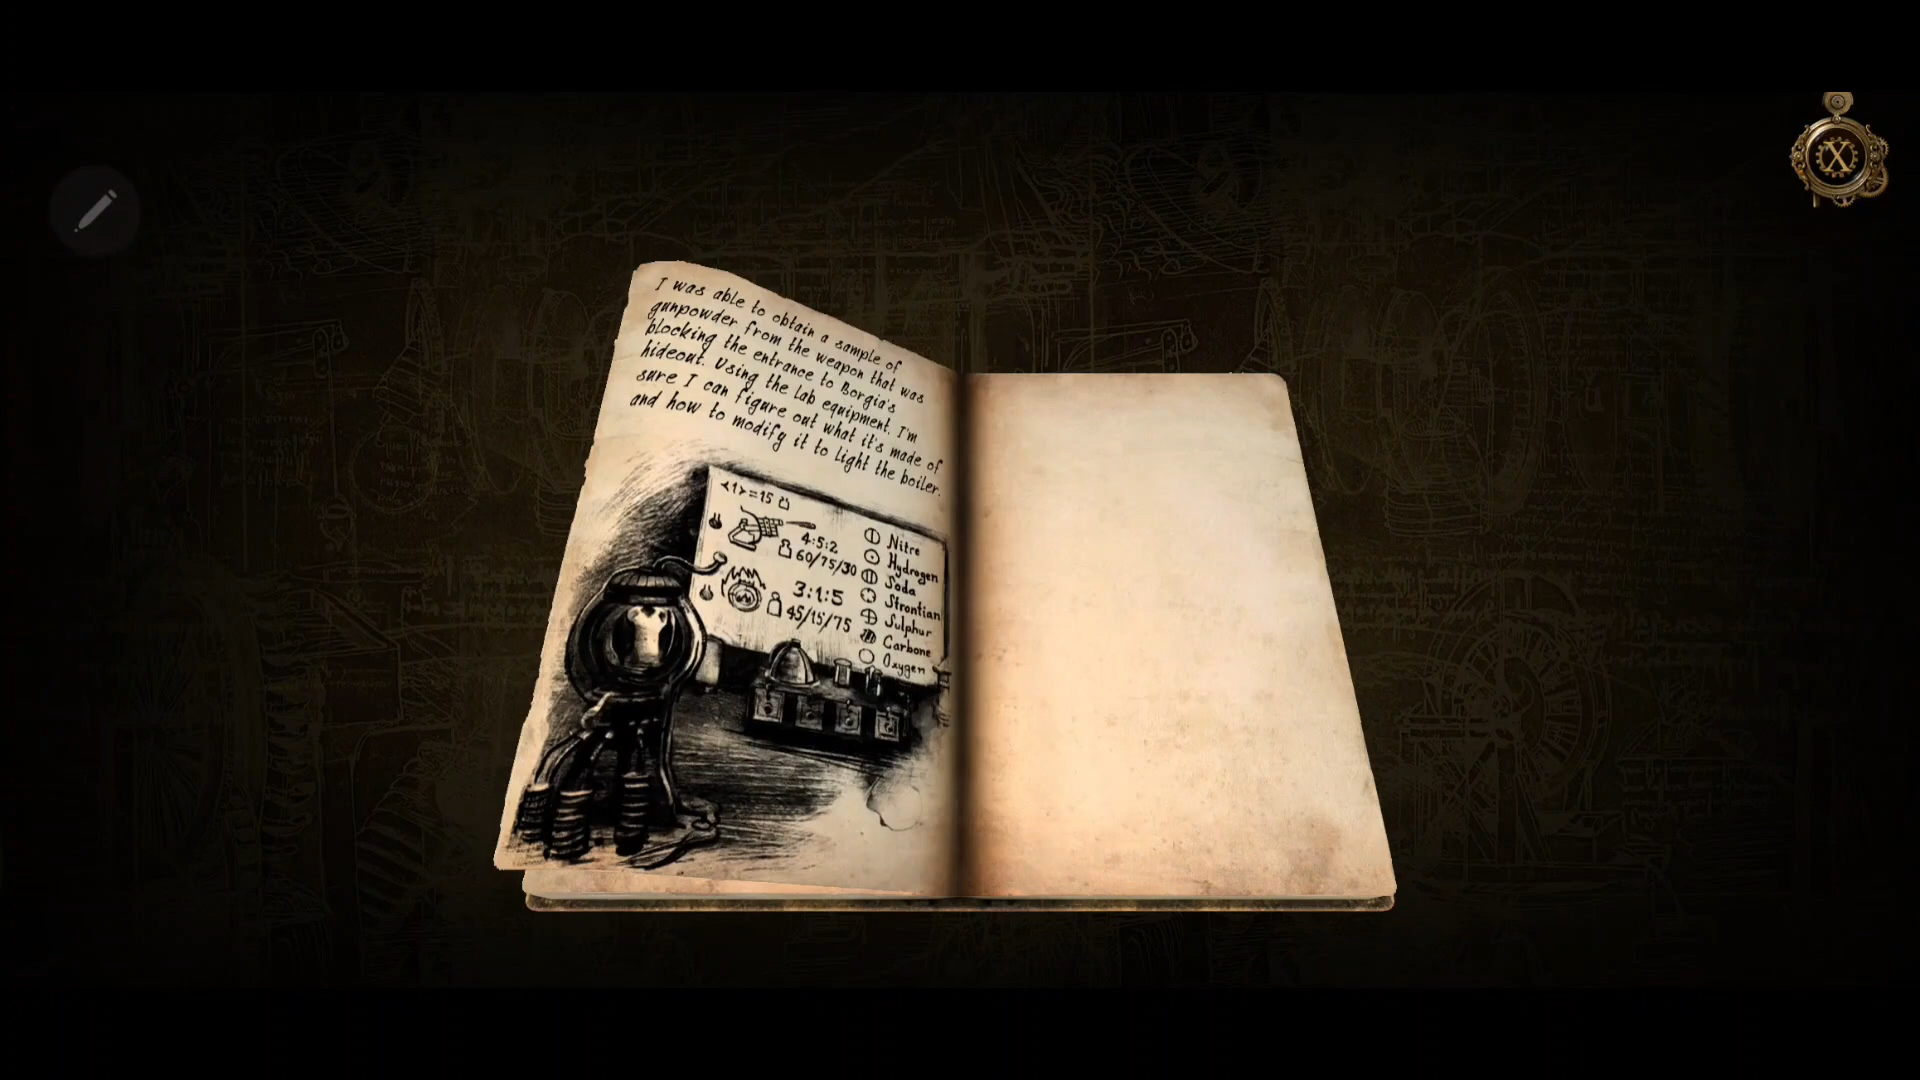 I was able to obtain a sample of
gunpowder from the weapon that was
blocking the entrance to Borgia's
hideout. Using the lab equipment. I'm
sure I can figure out what it's made of
and how to modify it to light the boiler.
<1>=15
4:5:2
60/75/30
3:1:5
45/15/75
Nitre
Hydrogen
Soda
Strontian
Sulphur
Carbone
Oxygen
X